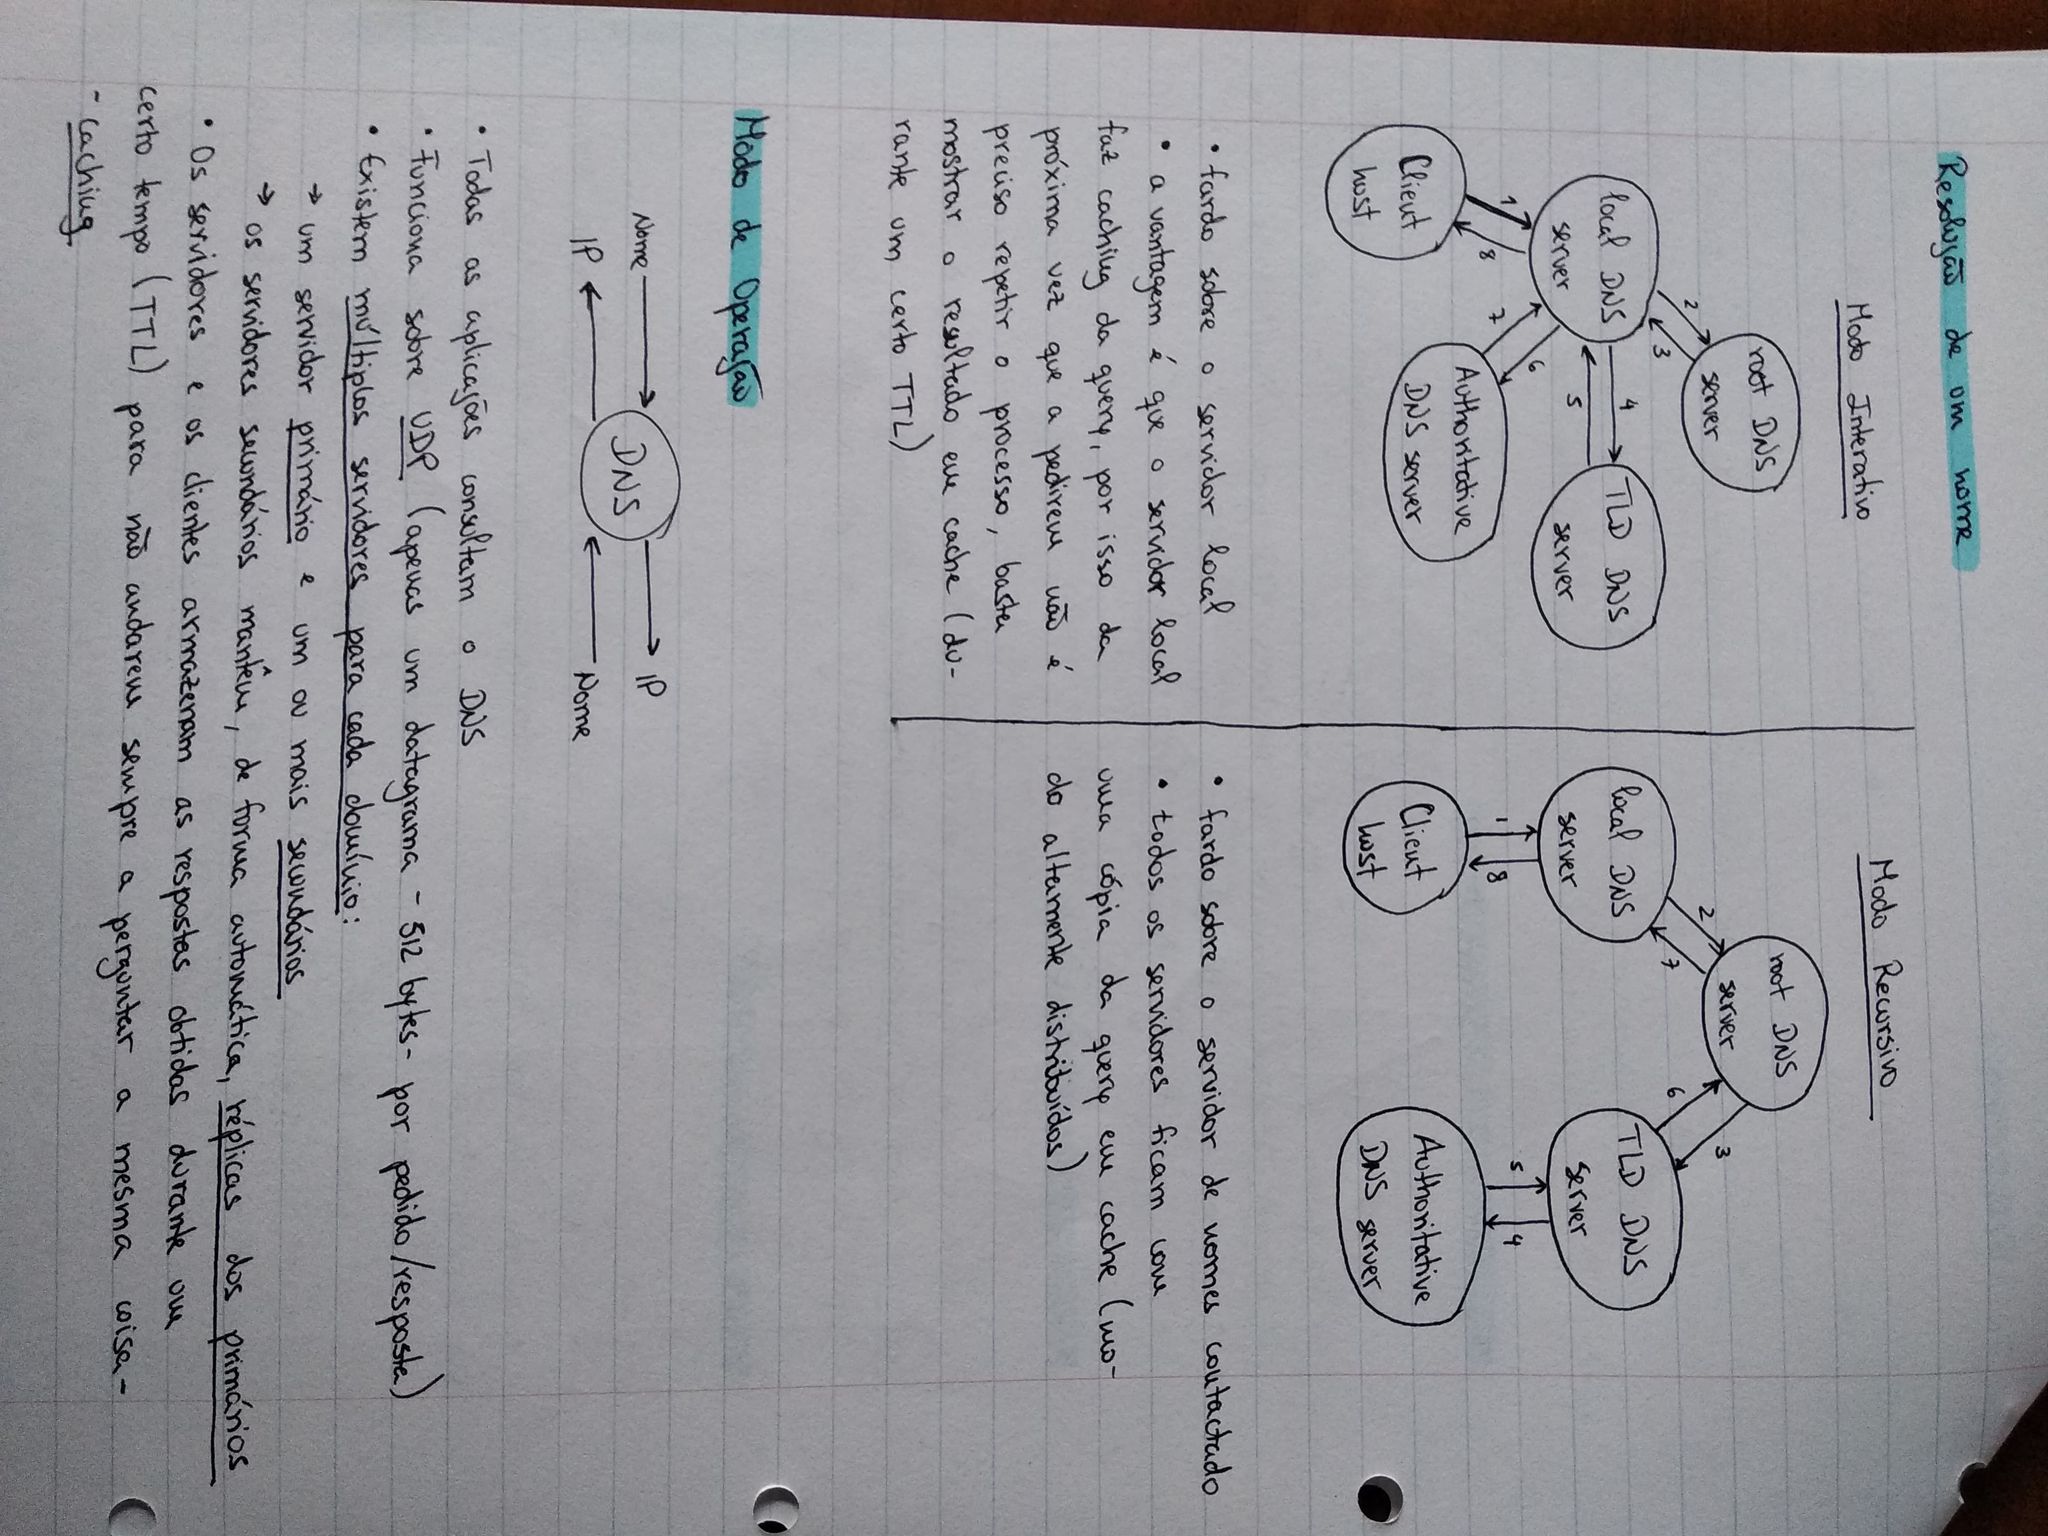 Resolução de um nome
Modo Interativo
root DNS
server
2
3
local DNS
server
4
5
TLD DNS
server
6
7
1
8
Authoritative
DNS server
Client
host
• fardo sobre o servidor local
• a vantagem é que o servidor local
faz caching da query, por isso da
próxima vez que a pedirem não é
preciso repetir o processo, basta
mostrar o resultado em cache (du-
rante um certo TTL)
Modo Recursivo
root DNS
server
2
7
3
6
local DNS
server
TLD DNS
server
1
8
5
4
Client
host
Authoritative
DNS server
• fardo sobre o servidor de nomes contactado
• todos os servidores ficam com
uma cópia da query em cache (mo-
do altamente distribuídos)
Modo de Operação
Nome → DNS → IP
IP ← ← Nome
• Todas as aplicações consultam o DNS
• Funciona sobre UDP (apenas um datagrama - 512 bytes - por pedido/resposta)
• Existem múltiplos servidores para cada domínio:
→ um servidor primário e um ou mais secundários
→ os servidores secundários mantêm, de forma automática, réplicas dos primários
• Os servidores e os clientes armazenam as respostas obtidas durante um
certo tempo (TTL) para não andarem sempre a perguntar a mesma coisa -
- caching